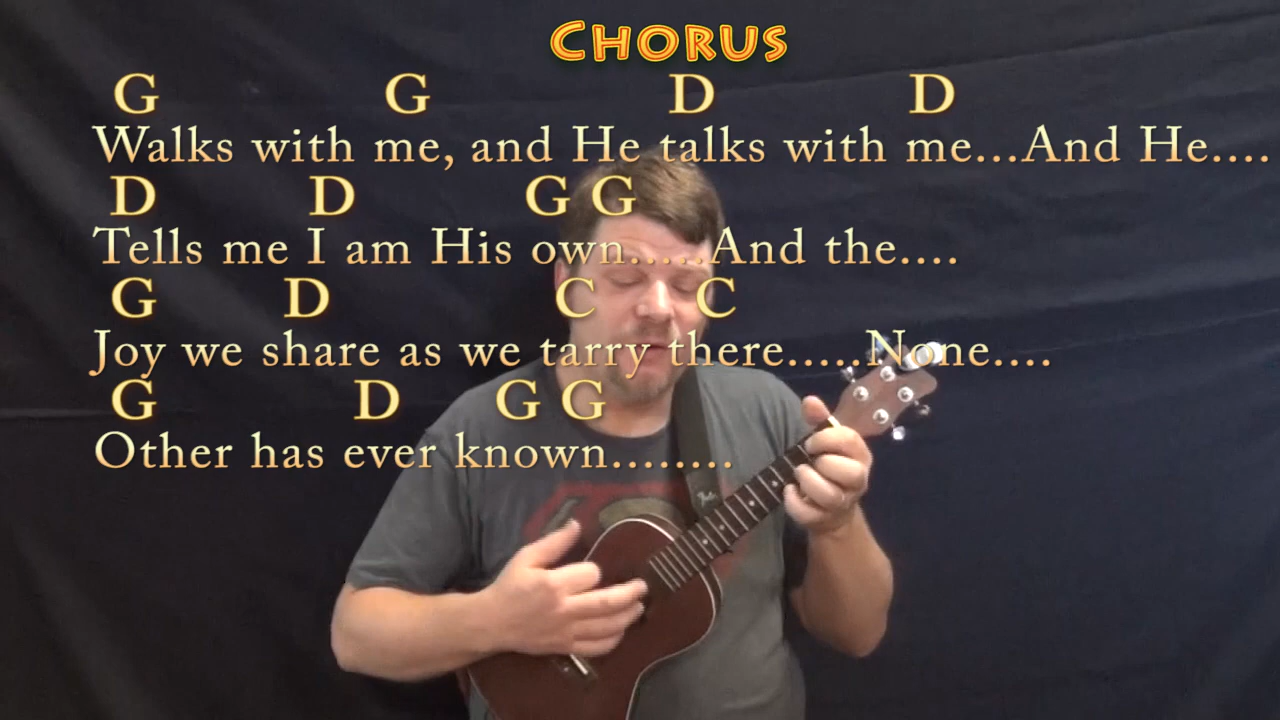 CHORUS
G G D D
Walks with me, and He talks with me...And He....
D D G G
Tells me I am His own.....And the....
G D C C
Joy we share as we tarry there.....None....
G D G G
Other has ever known........